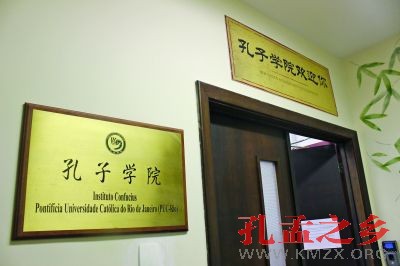 孔子学院欢迎你
孔子学院
Instituto Confucius
Pontifícia Universidade Católica do Rio de Janeiro (PUC-Rio)
孔孟之乡
WWW.KMZX.ORG